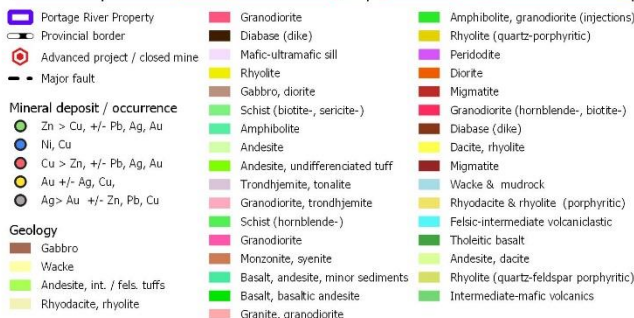 Portage River Property
Provincial border
Advanced project / closed mine
Major fault
Mineral deposit / occurrence
Zn > Cu, +/- Pb, Ag, Au
Ni, Cu
Cu > Zn, +/- Pb, Ag, Au
Au +/- Ag, Cu,
Ag> Au +/- Zn, Pb, Cu
Geology
Gabbro
Wacke
Andesite, int. / fels. tuffs
Rhyodacite, rhyolite
Granodiorite
Diabase (dike)
Mafic-ultramafic sill
Rhyolite
Gabbro, diorite
Schist (biotite-, sericite-)
Amphibolite
Andesite
Andesite, undifferenciated tuff
Trondhjemite, tonalite
Granodiorite, trondhjemite
Schist (hornblende-)
Granodiorite
Monzonite, syenite
Basalt, andesite, minor sediments
Basalt, basaltic andesite
Granite, granodiorite
Amphibolite, granodiorite (injections)
Rhyolite (quartz-porphyritic)
Peridodite
Diorite
Migmatite
Granodiorite (hornblende-, biotite-)
Diabase (dike)
Dacite, rhyolite
Migmatite
Wacke & mudrock
Rhyodacite & rhyolite (porphyritic)
Felsic-intermediate volcaniclastic
Tholeitic basalt
Andesite, dacite
Rhyolite (quartz-feldspar porphyritic)
Intermediate-mafic volcanics